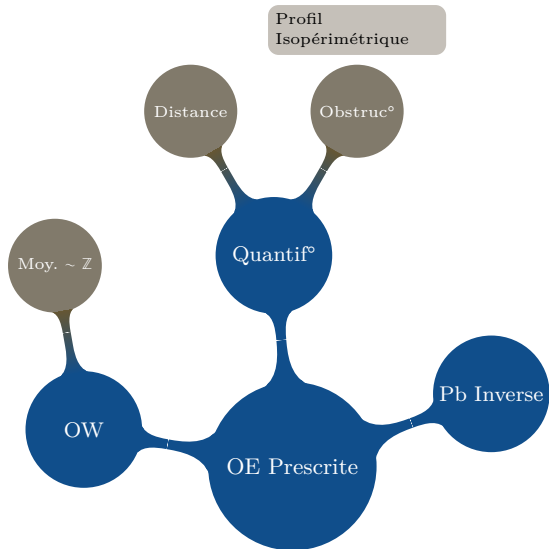 Profil
Isopérimétrique
Distance
Obstruc°
Quantif°
Moy. ~ ℤ
Pb Inverse
OW
OE Prescrite